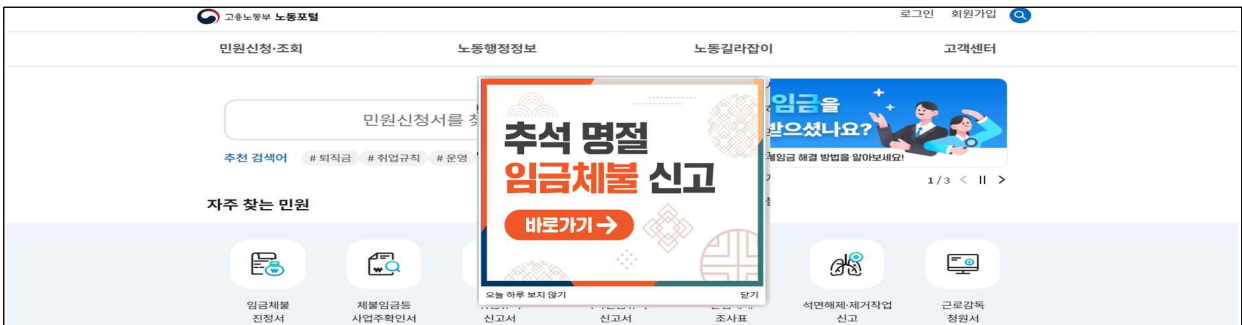 고용노동부 노동포털
로그인 회원가입
민원신청·조회 노동행정정보 노동길라잡이 고객센터
민원신청서를
추천 검색어 # 퇴직금 # 취업규칙 # 운영
추석 명절
임금체불 신고
바로가기
오늘 하루 보지 않기 닫기
임금을
받으셨나요?
임금 해결 방법을 알아보세요!
1 / 3
자주 찾는 민원
임금체불
진정서
체불임금등
사업주확인서
신고서
신고서
조사표
석면해제·제거작업
신고
근로감독
청원서